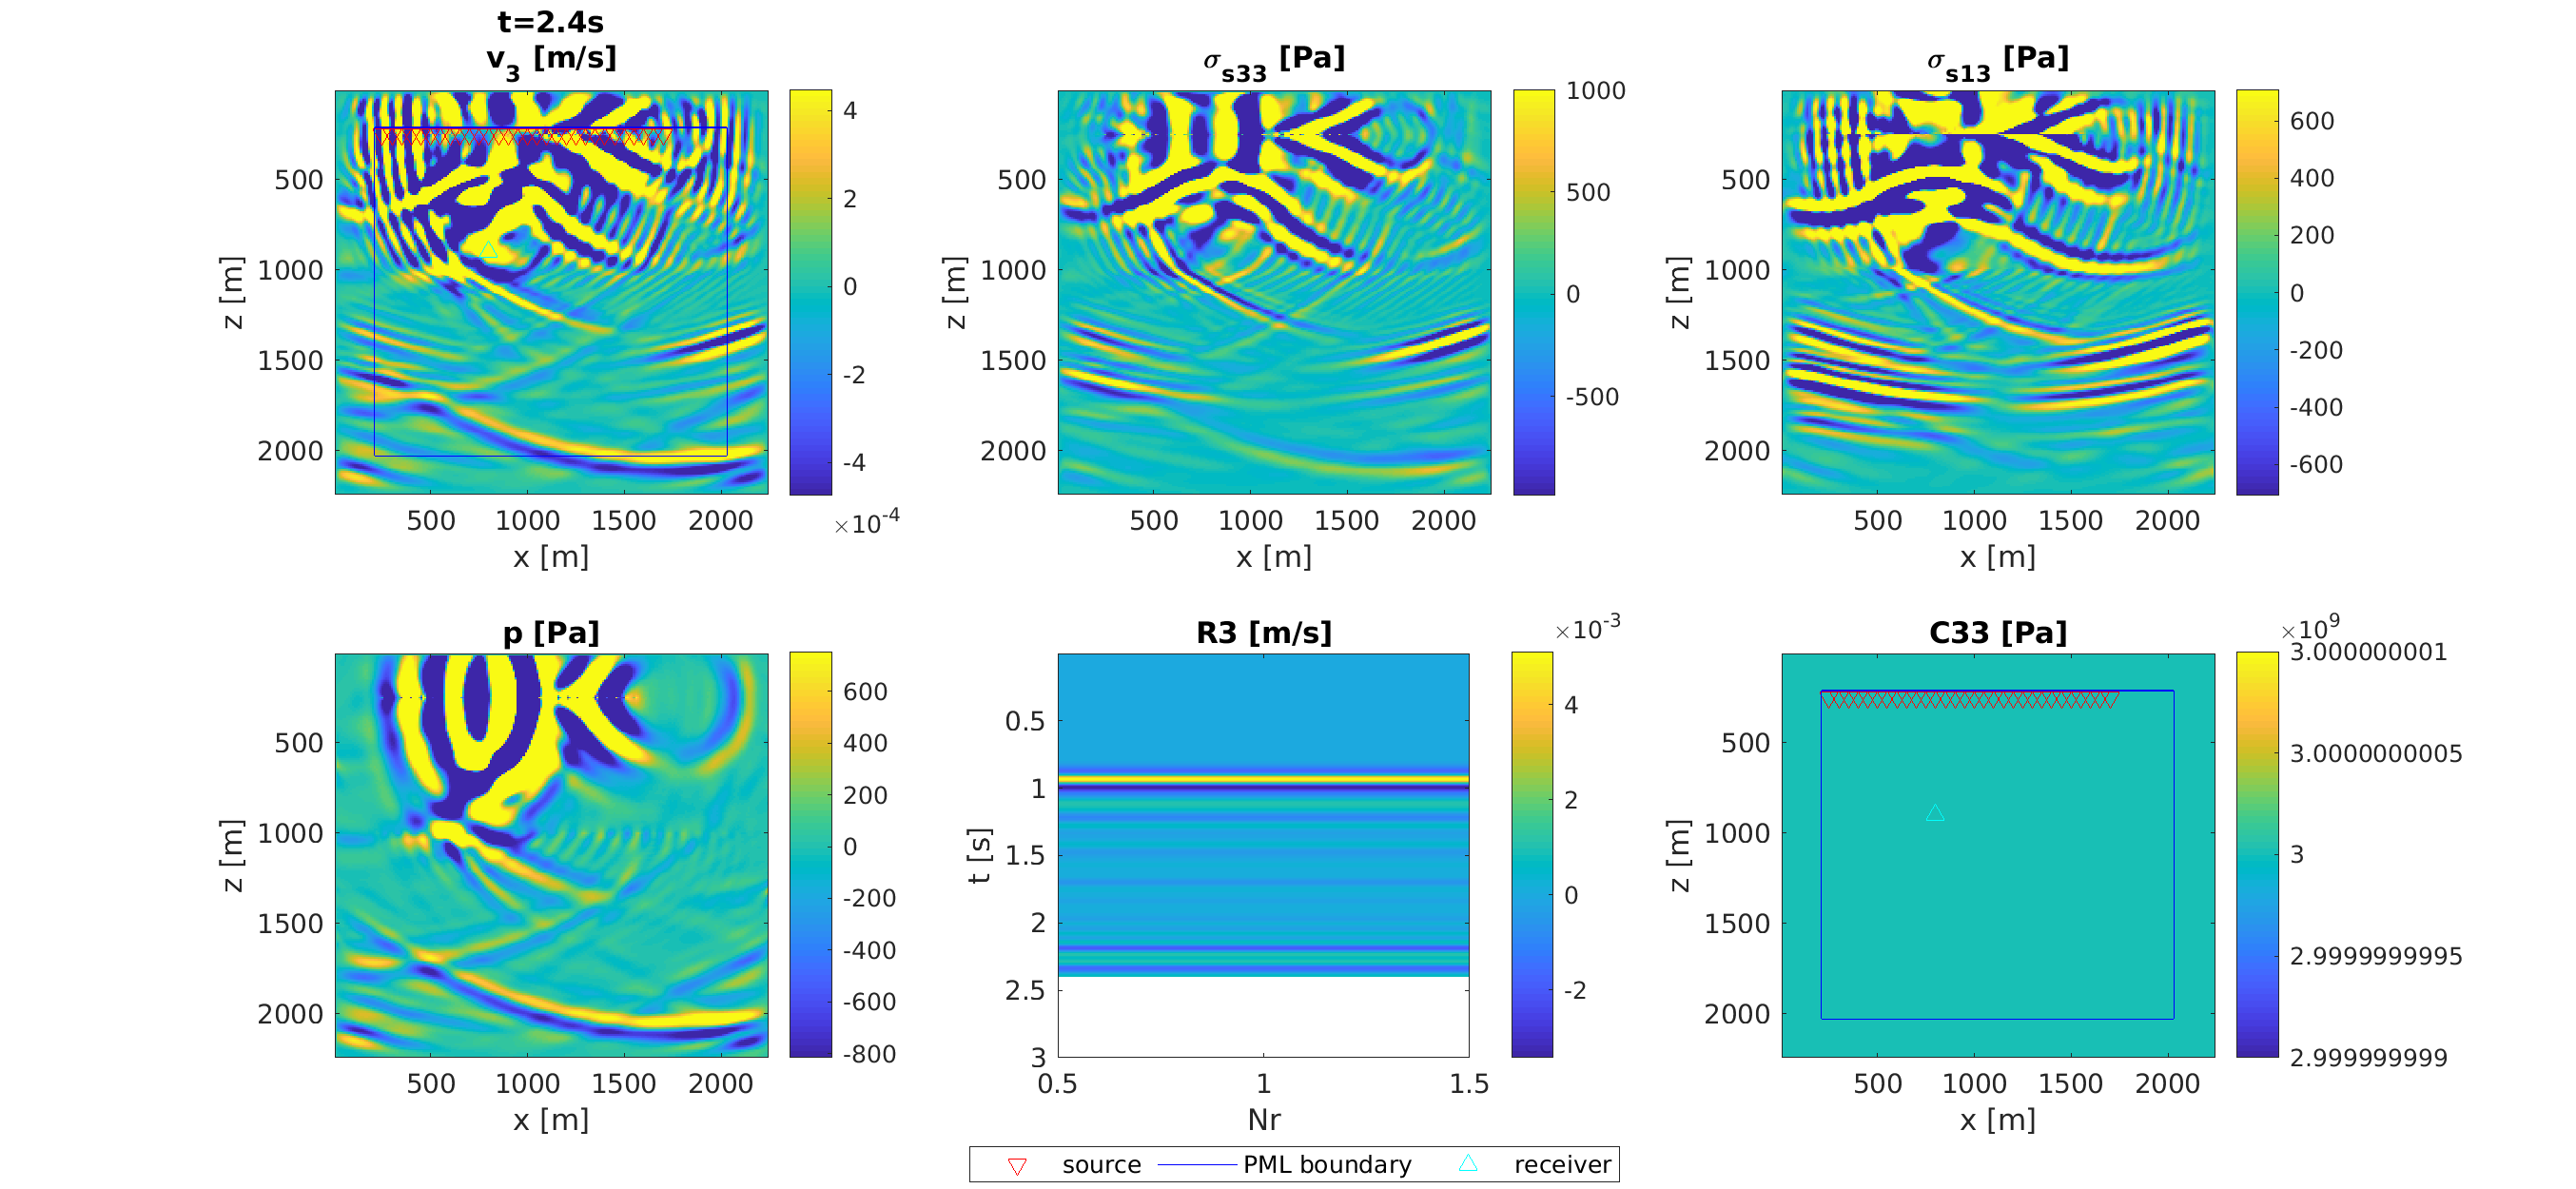 t=2.4s
v3 [m/s]
z [m]
500
1000
1500
2000
500 1000 1500 2000
x [m]
4
2
0
-2
-4
×10-4
σs33 [Pa]
z [m]
500
1000
1500
2000
500 1000 1500 2000
x [m]
1000
500
0
-500
σs13 [Pa]
z [m]
500
1000
1500
2000
500 1000 1500 2000
x [m]
600
400
200
0
-200
-400
-600
p [Pa]
z [m]
500
1000
1500
2000
500 1000 1500 2000
x [m]
600
400
200
0
-200
-400
-600
-800
R3 [m/s]
t [s]
0.5
1
1.5
2
2.5
3
0.5 1 1.5
Nr
×10-3
4
2
0
-2
C33 [Pa]
z [m]
500
1000
1500
2000
500 1000 1500 2000
x [m]
×109
3.000000001
3.0000000005
3
2.9999999995
2.999999999
source PML boundary receiver